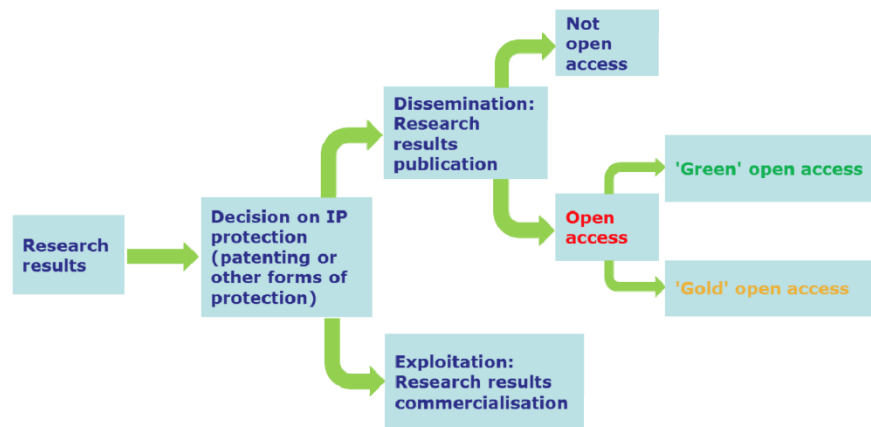 Research
results
Decision on IP
protection
(patenting or
other forms of
protection)
Dissemination:
Research
results
publication
Not
open
access
Open
access
'Green' open access
'Gold' open access
Exploitation:
Research results
commercialisation